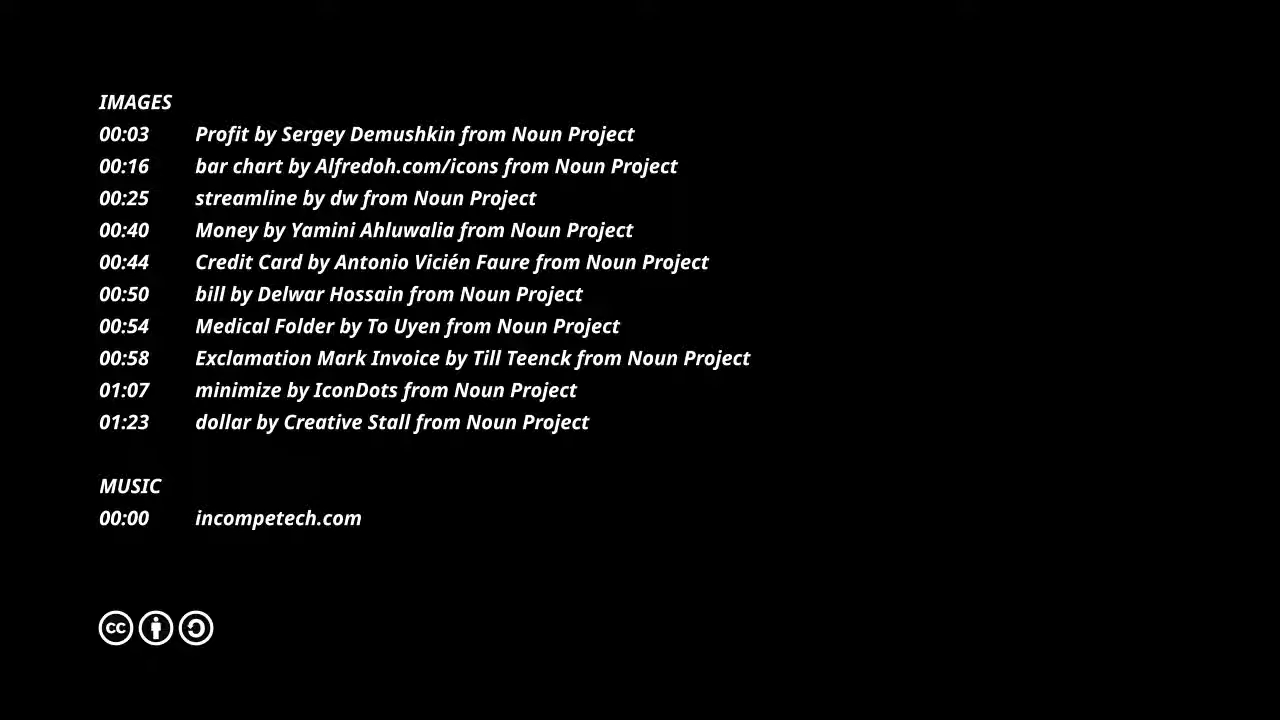 IMAGES
00:03 Profit by Sergey Demushkin from Noun Project
00:16 bar chart by Alfredoh.com/icons from Noun Project
00:25 streamline by dw from Noun Project
00:40 Money by Yamini Ahluwalia from Noun Project
00:44 Credit Card by Antonio Vicién Faure from Noun Project
00:50 bill by Delwar Hossain from Noun Project
00:54 Medical Folder by To Uyen from Noun Project
00:58 Exclamation Mark Invoice by Till Teenck from Noun Project
01:07 minimize by IconDots from Noun Project
01:23 dollar by Creative Stall from Noun Project
MUSIC
00:00 incompetech.com
cc